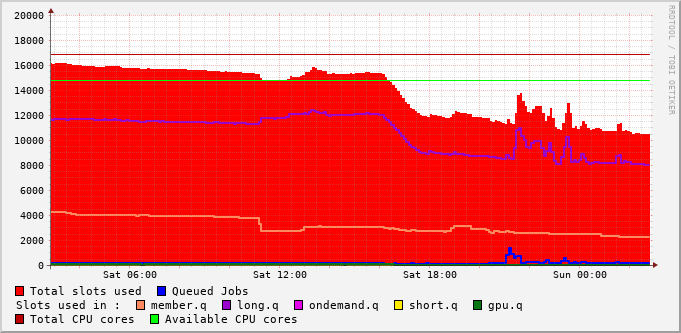 20000
18000
16000
14000
12000
10000
8000
6000
4000
2000
0
Sat 06:00 Sat 12:00 Sat 18:00 Sun 00:00
RRDTOOL / TOBI OETIKER
Total slots used Queued Jobs
Slots used in : member.q long.q ondemand.q short.q gpu.q
Total CPU cores Available CPU cores